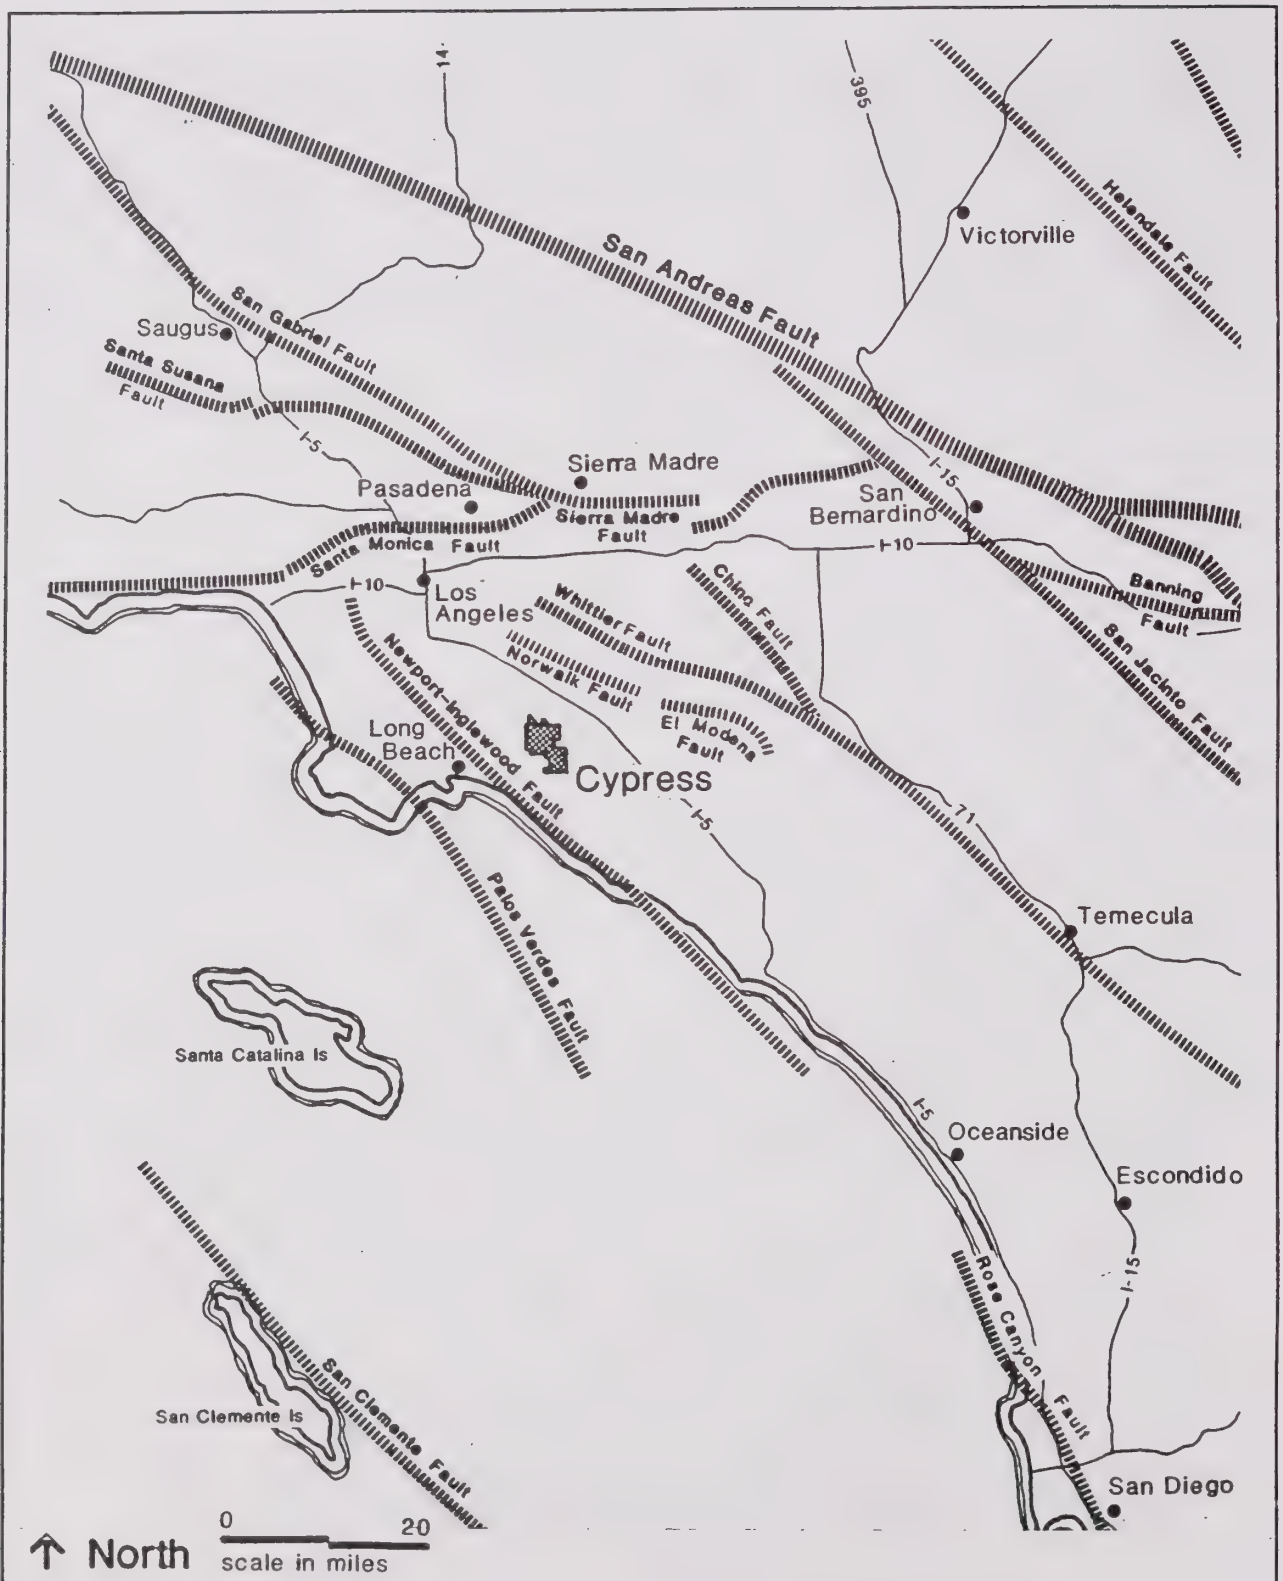 14
395
Victorville
Helendale Fault
San Andreas Fault
San Gabriel Fault
Saugus
Santa Susana
Fault
I-5
Sierra Madre
Pasadena
I-15
San
Bernardino
Sierra Madre
Fault
Santa Monica Fault
I-10
I-10
Los
Angeles
Chino Fault
Banning
Fault
Whittier Fault
Norwalk Fault
San Jacinto Fault
Newport-Inglewood Fault
El Modena
Fault
Long
Beach
Cypress
I-5
71
Palos Verdes Fault
Temecula
Santa Catalina Is
I-5
Oceanside
Escondido
Rose Canyon Fault
I-15
San Clemente Fault
San Clemente Is
San Diego
0 20
North
scale in miles